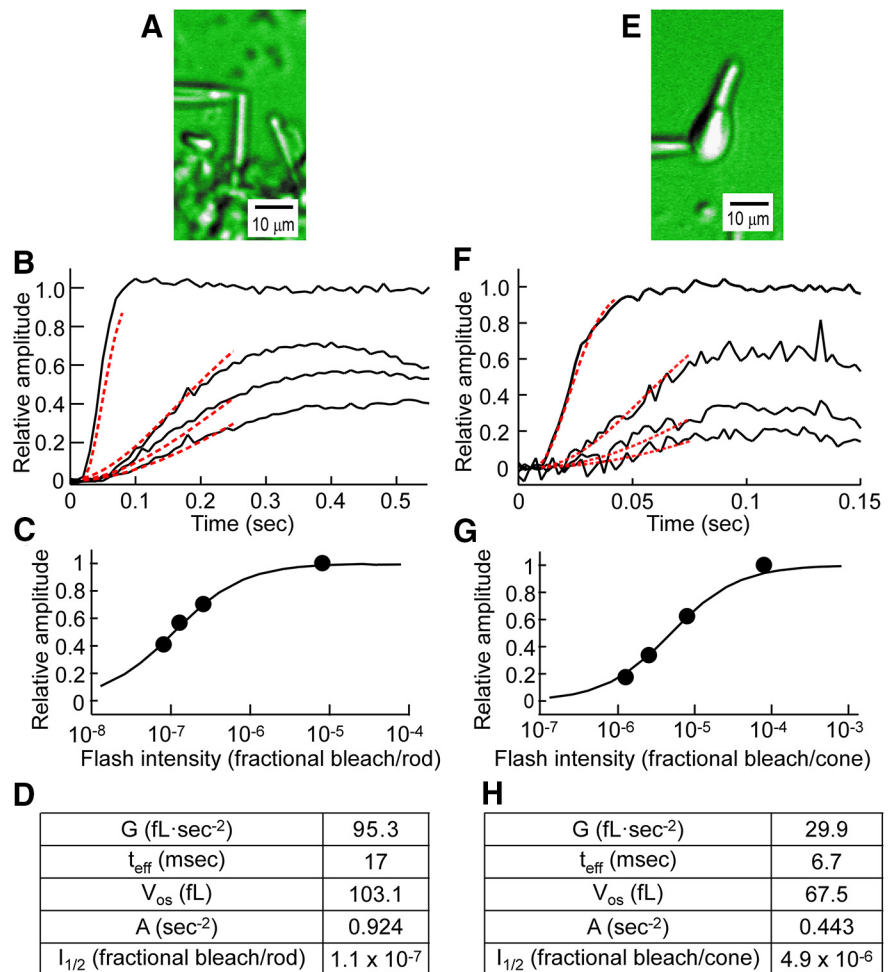 A
10 μm
B
1.0
0.8
0.6
0.4
0.2
0
Relative amplitude
0 0.1 0.2 0.3 0.4 0.5
Time (sec)
C
1
0.8
0.6
0.4
0.2
0
Relative amplitude
10⁻⁸ 10⁻⁷ 10⁻⁶ 10⁻⁵ 10⁻⁴
Flash intensity (fractional bleach/rod)
D
G (fL·sec⁻²) 95.3
t_eff (msec) 17
V_os (fL) 103.1
A (sec⁻²) 0.924
I_1/2 (fractional bleach/rod) 1.1 x 10⁻⁷
E
10 μm
F
1.0
0.8
0.6
0.4
0.2
0
Relative amplitude
0 0.05 0.1 0.15
Time (sec)
G
1
0.8
0.6
0.4
0.2
0
Relative amplitude
10⁻⁷ 10⁻⁶ 10⁻⁵ 10⁻⁴ 10⁻³
Flash intensity (fractional bleach/cone)
H
G (fL·sec⁻²) 29.9
t_eff (msec) 6.7
V_os (fL) 67.5
A (sec⁻²) 0.443
I_1/2 (fractional bleach/cone) 4.9 x 10⁻⁶